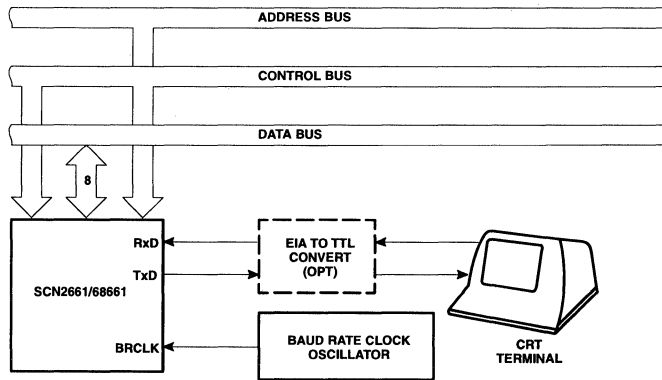 ADDRESS BUS
CONTROL BUS
DATA BUS
8
RxD
TxD
SCN2661/68661
BRCLK
EIA TO TTL
CONVERT
(OPT)
BAUD RATE CLOCK
OSCILLATOR
CRT
TERMINAL